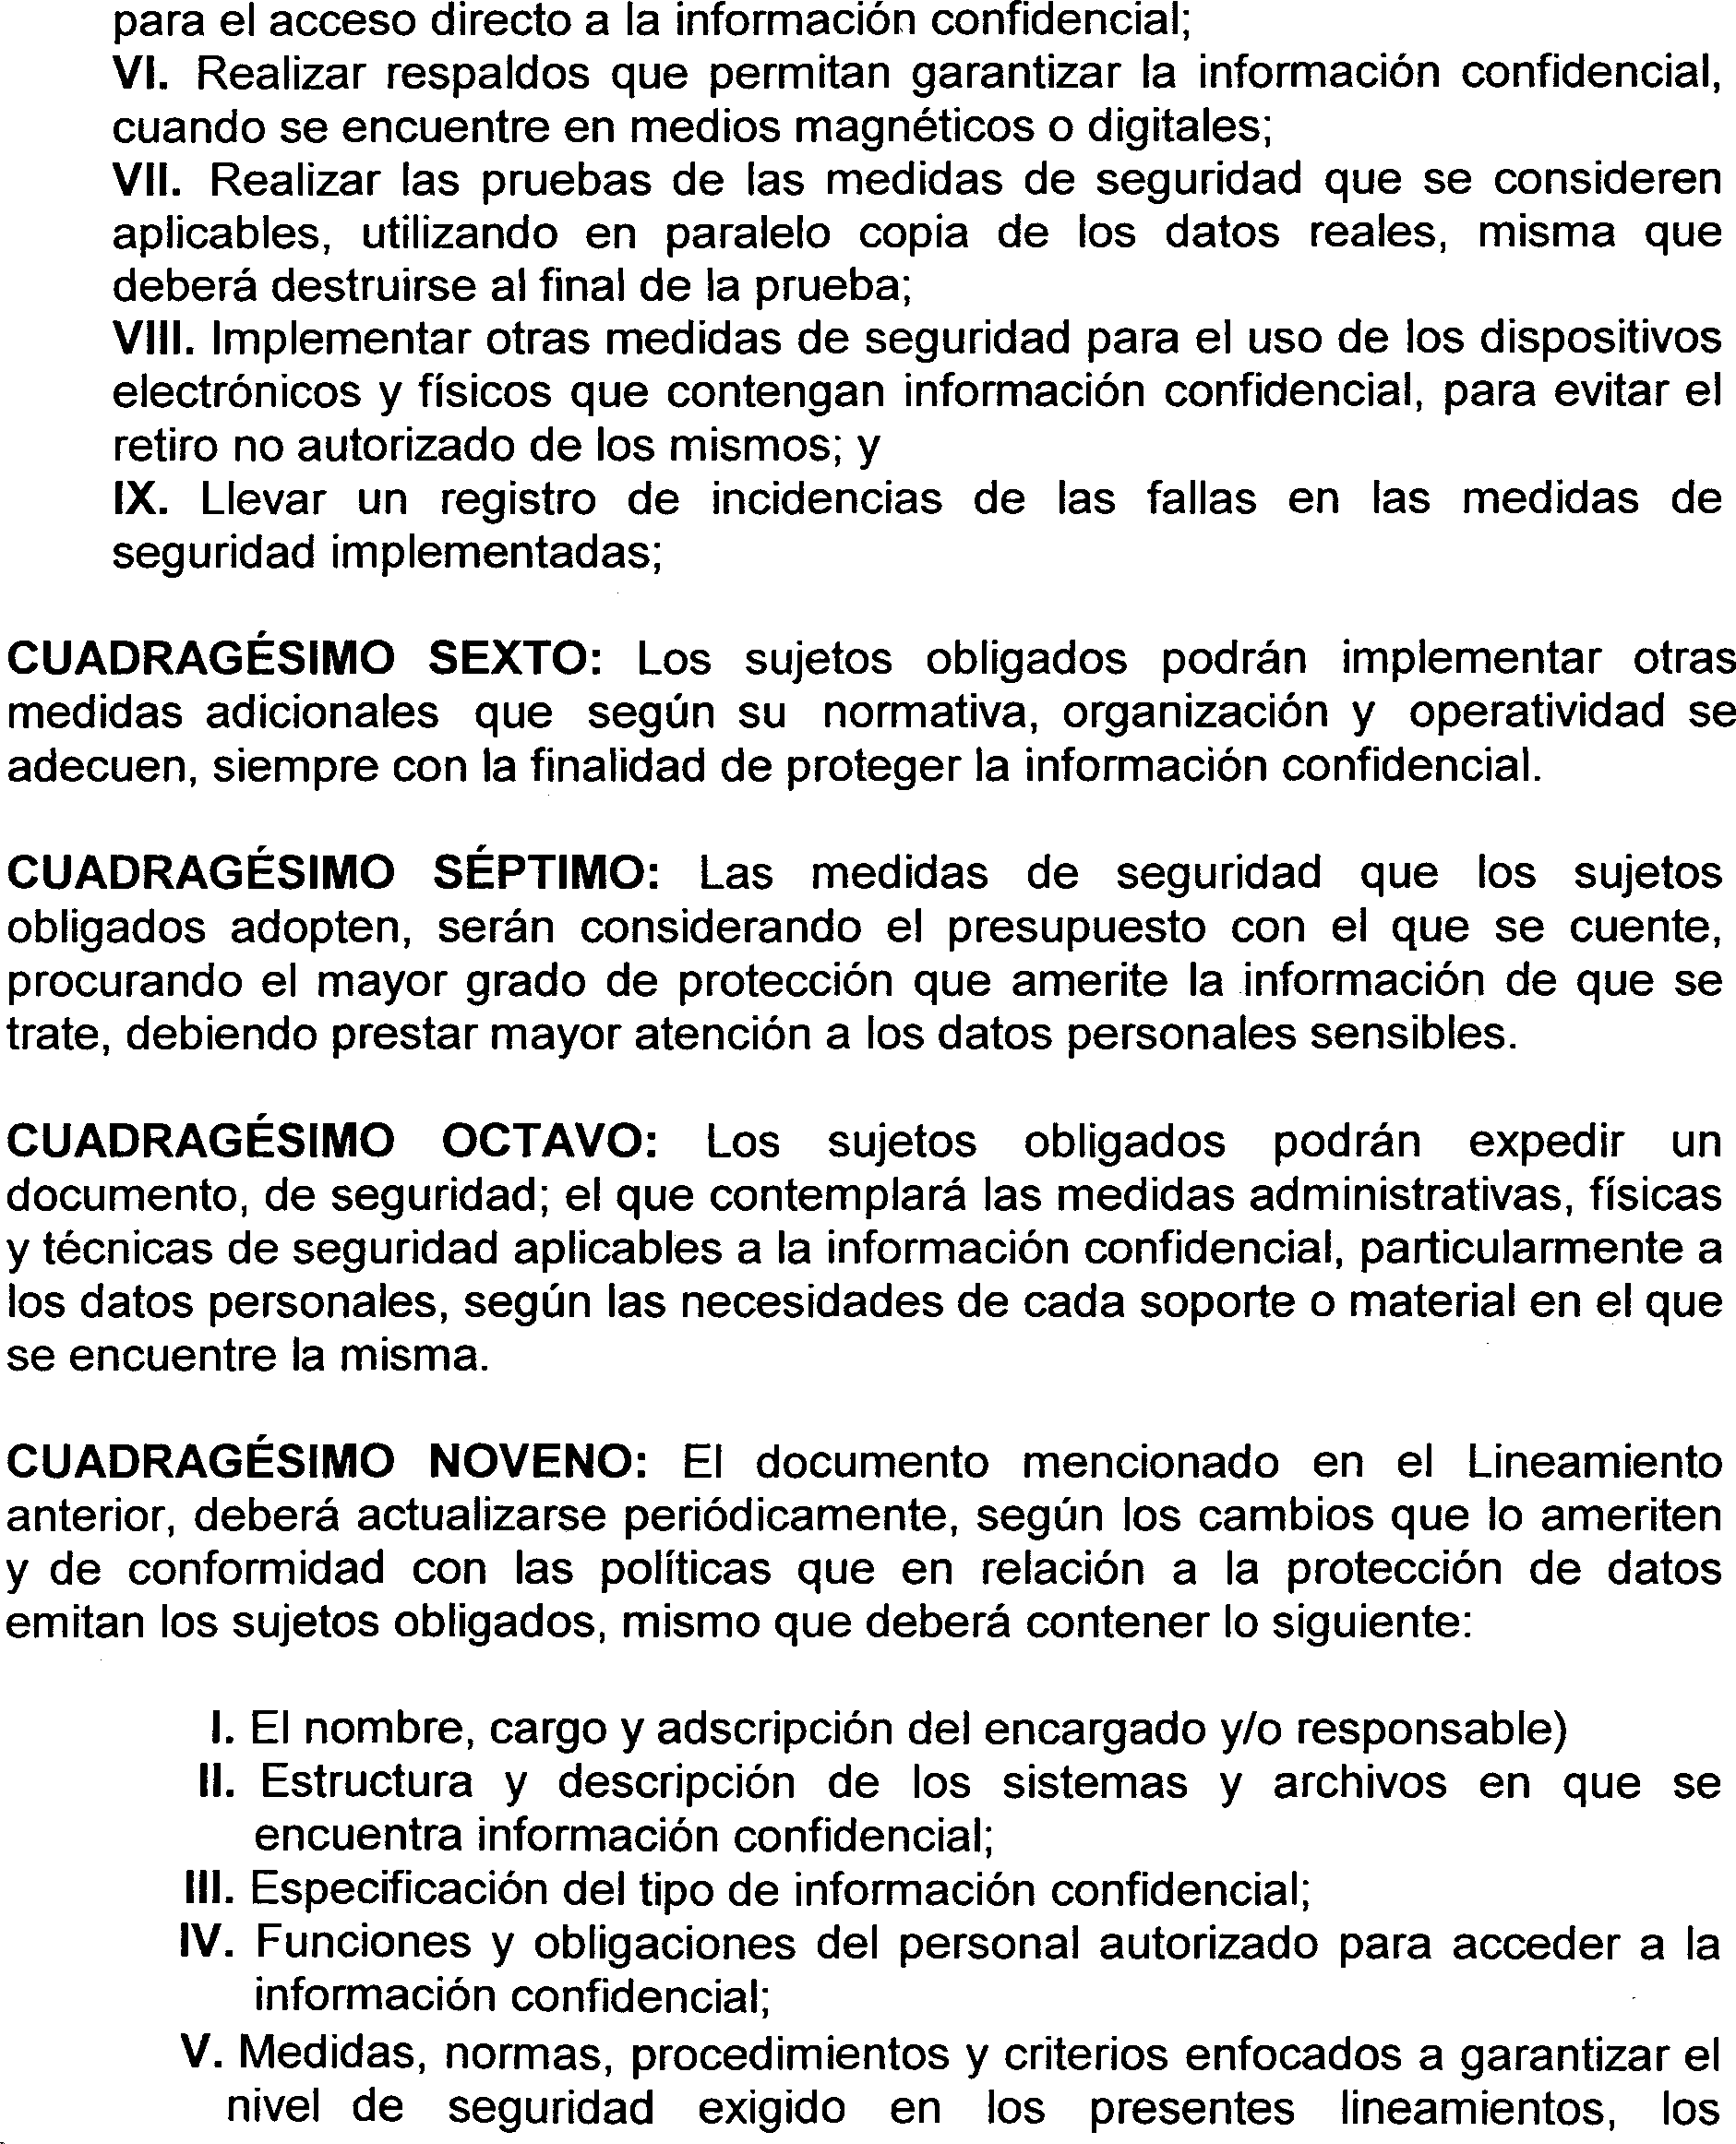 para el acceso directo a la información confidencial;
VI. Realizar respaldos que permitan garantizar la información confidencial,
cuando se encuentre en medios magnéticos o digitales;
VII. Realizar las pruebas de las medidas de seguridad que se consideren
aplicables, utilizando en paralelo copia de los datos reales, misma que
deberá destruirse al final de la prueba;
VIII. Implementar otras medidas de seguridad para el uso de los dispositivos
electrónicos y físicos que contengan información confidencial, para evitar el
retiro no autorizado de los mismos; y
IX. Llevar un registro de incidencias de las fallas en las medidas de
seguridad implementadas;
CUADRAGÉSIMO SEXTO: Los sujetos obligados podrán implementar otras
medidas adicionales que según su normativa, organización y operatividad se
adecuen, siempre con la finalidad de proteger la información confidencial.
CUADRAGÉSIMO SÉPTIMO: Las medidas de seguridad que los sujetos
obligados adopten, serán considerando el presupuesto con el que se cuente,
procurando el mayor grado de protección que amerite la información de que se
trate, debiendo prestar mayor atención a los datos personales sensibles.
CUADRAGÉSIMO OCTAVO: Los sujetos obligados podrán expedir un
documento, de seguridad; el que contemplará las medidas administrativas, físicas
y técnicas de seguridad aplicables a la información confidencial, particularmente a
los datos personales, según las necesidades de cada soporte o material en el que
se encuentre la misma.
CUADRAGÉSIMO NOVENO: El documento mencionado en el Lineamiento
anterior, deberá actualizarse periódicamente, según los cambios que lo ameriten
y de conformidad con las políticas que en relación a la protección de datos
emitan los sujetos obligados, mismo que deberá contener lo siguiente:
I. El nombre, cargo y adscripción del encargado y/o responsable)
II. Estructura y descripción de los sistemas y archivos en que se
encuentra información confidencial;
III. Especificación del tipo de información confidencial;
IV. Funciones y obligaciones del personal autorizado para acceder a la
información confidencial;
V. Medidas, normas, procedimientos y criterios enfocados a garantizar el
nivel de seguridad exigido en los presentes lineamientos, los